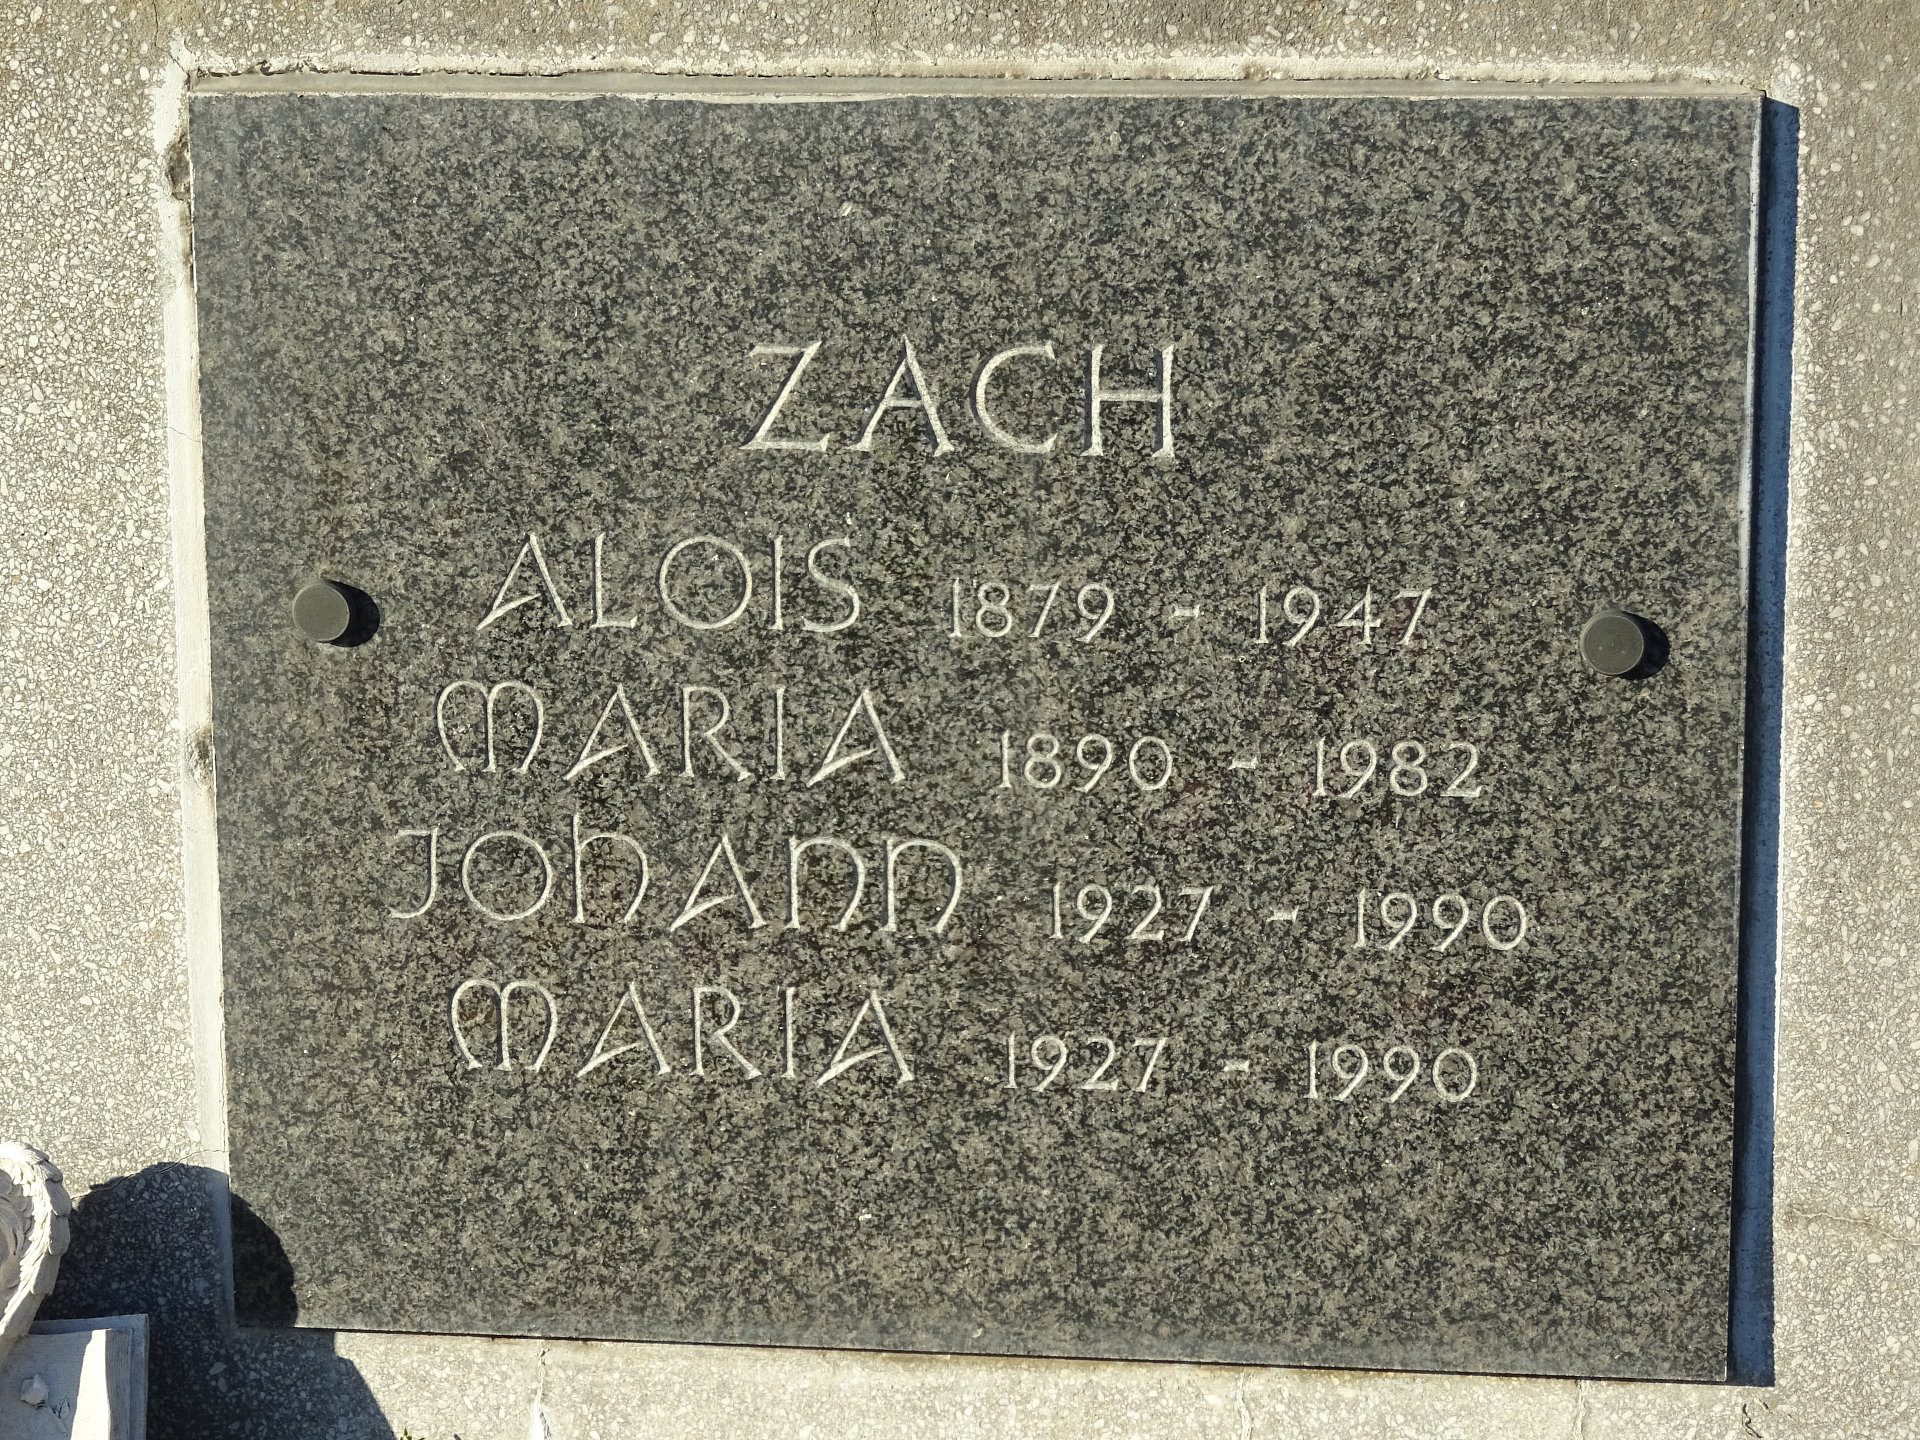 ZACH
ALOIS 1879 - 1947
MARIA 1890 - 1982
JOHANN 1927 - 1990
MARIA 1927 - 1990